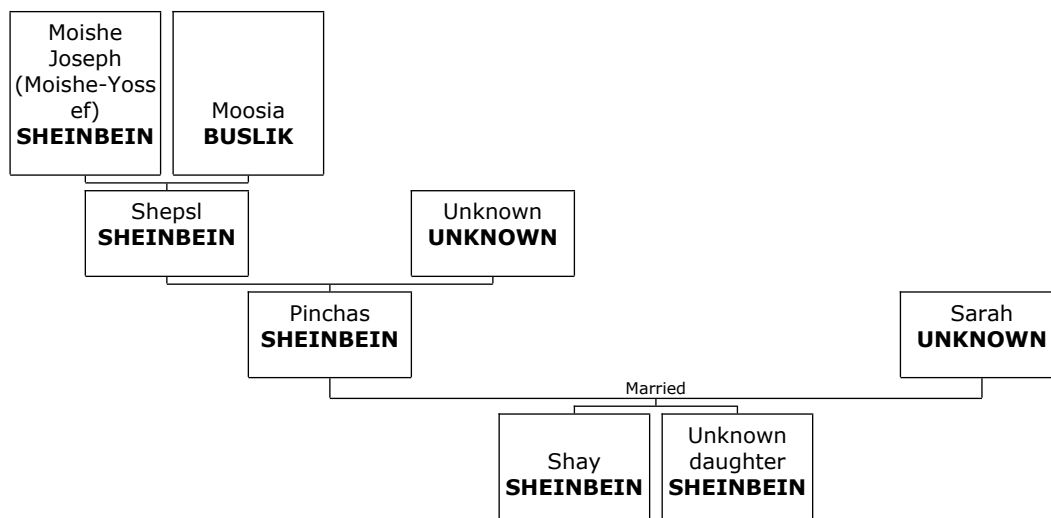 Moishe
Joseph
(Moishe-Yoss
ef)
SHEINBEIN
Moosia
BUSLIK
Shepsl
SHEINBEIN
Unknown
UNKNOWN
Pinchas
SHEINBEIN
Sarah
UNKNOWN
Married
Shay
SHEINBEIN
Unknown
daughter
SHEINBEIN